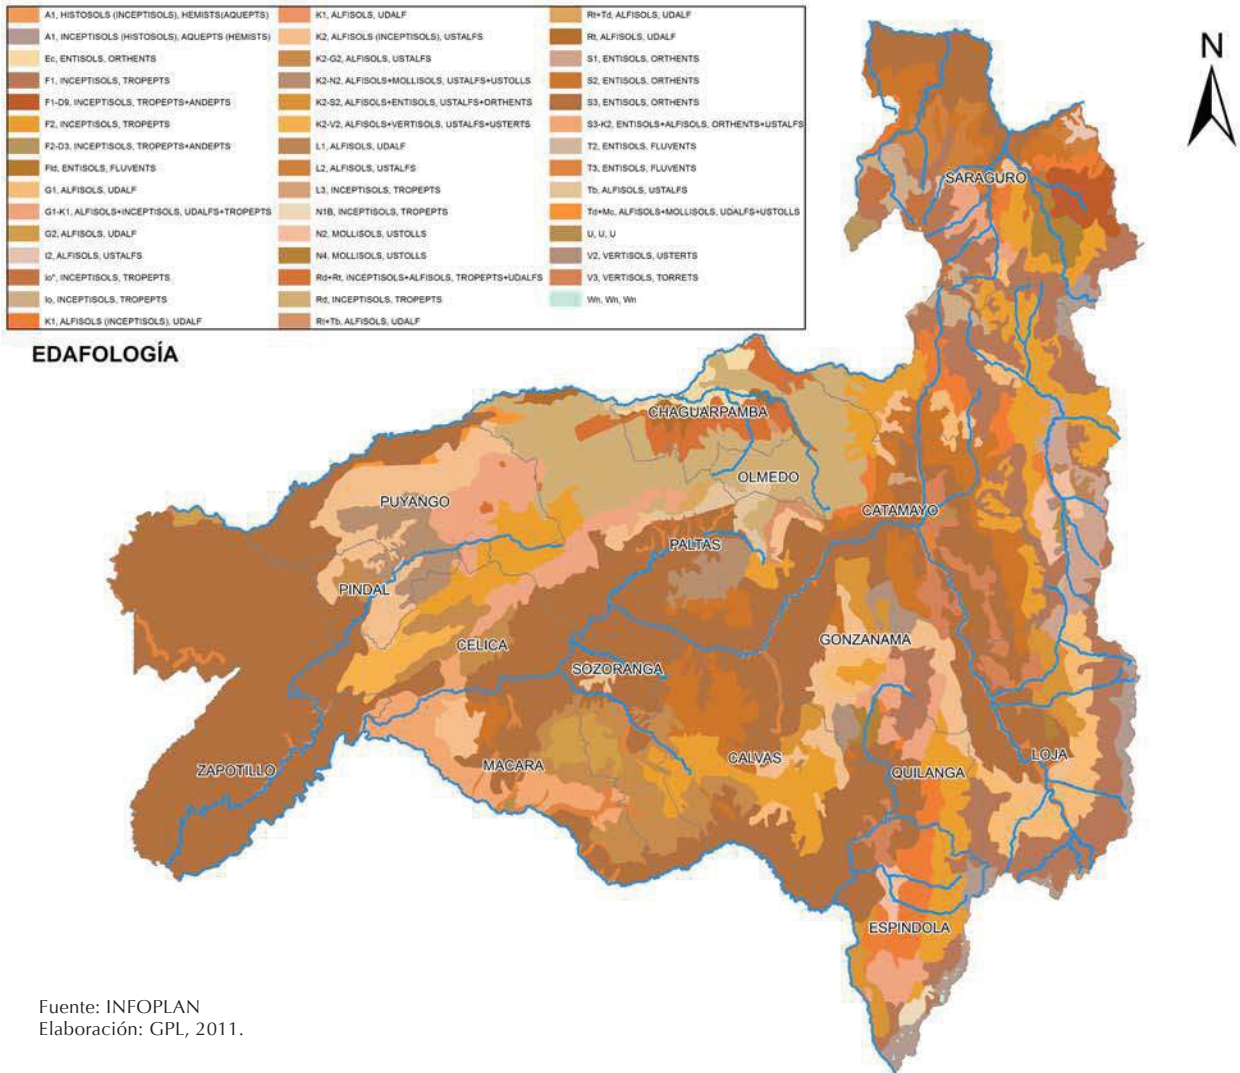 A1, HISTOSOLS (INCEPTISOLS), HEMISTS(AQUEPTS)
A1, INCEPTISOLS (HISTOSOLS), AQUEPTS (HEMISTS)
Ec, ENTISOLS, ORTHENTS
F1, INCEPTISOLS, TROPEPTS
F1-D9, INCEPTISOLS, TROPEPTS+ANDEPTS
F2, INCEPTISOLS, TROPEPTS
F2-D3, INCEPTISOLS, TROPEPTS+ANDEPTS
Fld, ENTISOLS, FLUVENTS
G1, ALFISOLS, UDALF
G1-K1, ALFISOLS+INCEPTISOLS, UDALFS+TROPEPTS
G2, ALFISOLS, UDALF
I2, ALFISOLS, USTALFS
Io*, INCEPTISOLS, TROPEPTS
Io, INCEPTISOLS, TROPEPTS
K1, ALFISOLS (INCEPTISOLS), UDALF
K1, ALFISOLS, UDALF
K2, ALFISOLS (INCEPTISOLS), USTALFS
K2-G2, ALFISOLS, USTALFS
K2-N2, ALFISOLS+MOLLISOLS, USTALFS+USTOLLS
K2-S2, ALFISOLS+ENTISOLS, USTALFS+ORTHENTS
K2-V2, ALFISOLS+VERTISOLS, USTALFS+USTERTS
L1, ALFISOLS, UDALF
L2, ALFISOLS, USTALFS
L3, INCEPTISOLS, TROPEPTS
N1B, INCEPTISOLS, TROPEPTS
N2, MOLLISOLS, USTOLLS
N4, MOLLISOLS, USTOLLS
Rd+Rt, INCEPTISOLS+ALFISOLS, TROPEPTS+UDALFS
Rd, INCEPTISOLS, TROPEPTS
Rt+Tb, ALFISOLS, UDALF
Rt+Td, ALFISOLS, UDALF
Rt, ALFISOLS, UDALF
S1, ENTISOLS, ORTHENTS
S2, ENTISOLS, ORTHENTS
S3, ENTISOLS, ORTHENTS
S3-K2, ENTISOLS+ALFISOLS, ORTHENTS+USTALFS
T2, ENTISOLS, FLUVENTS
T3, ENTISOLS, FLUVENTS
Tb, ALFISOLS, USTALFS
Td+Mc, ALFISOLS+MOLLISOLS, UDALFS+USTOLLS
U, U, U
V2, VERTISOLS, USTERTS
V3, VERTISOLS, TORRETS
Wn, Wn, Wn
N
EDAFOLOGÍA
SARAGURO
CHAGUARPAMBA
OLMEDO
PUYANGO
CATAMAYO
PALTAS
PINDAL
CELICA
GONZANAMA
SOZORANGA
LOJA
CALVAS
MACARA
ZAPOTILLO
QUILANGA
ESPINDOLA
Fuente: INFOPLAN
Elaboración: GPL, 2011.